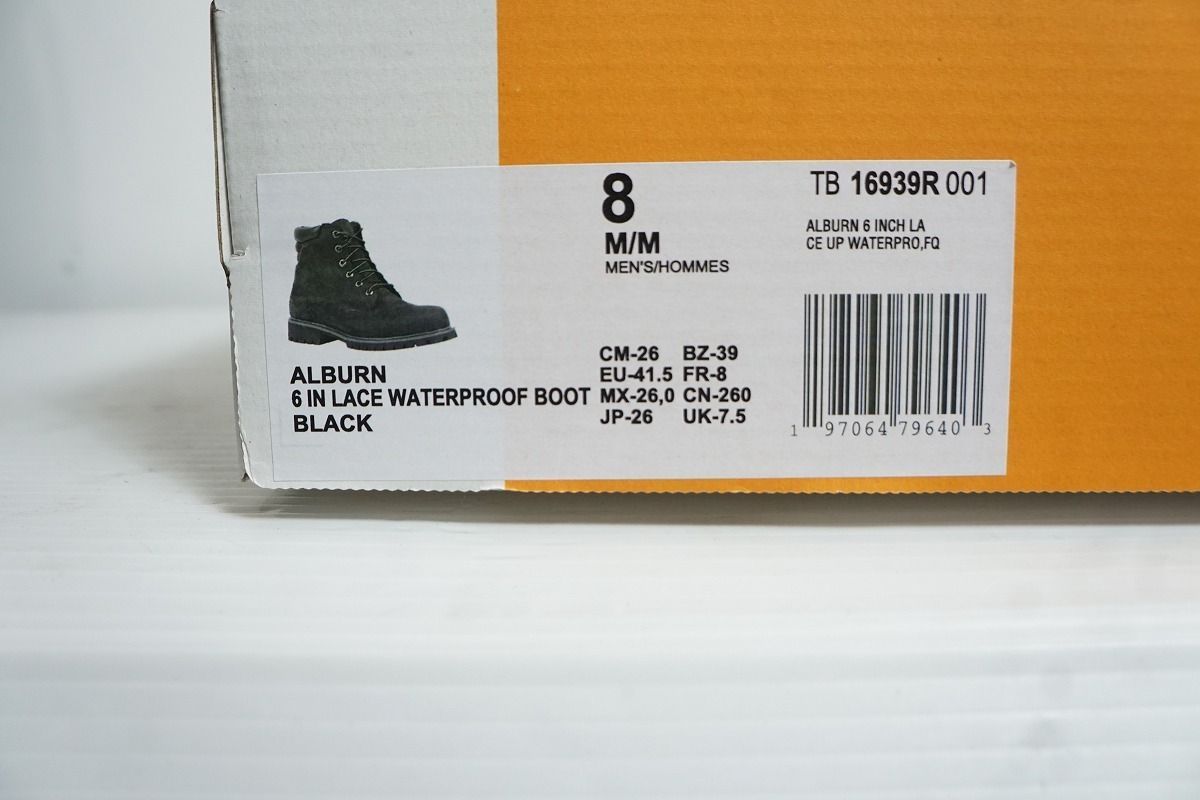 8
M/M
MEN'S/HOMMES
TB 16939R 001
ALBURN 6 INCH LA
CE UP WATERPRO,FQ
ALBURN
6 IN LACE WATERPROOF BOOT
BLACK
CM-26 BZ-39
EU-41.5 FR-8
MX-26,0 CN-260
JP-26 UK-7.5
1 97064 79640 3